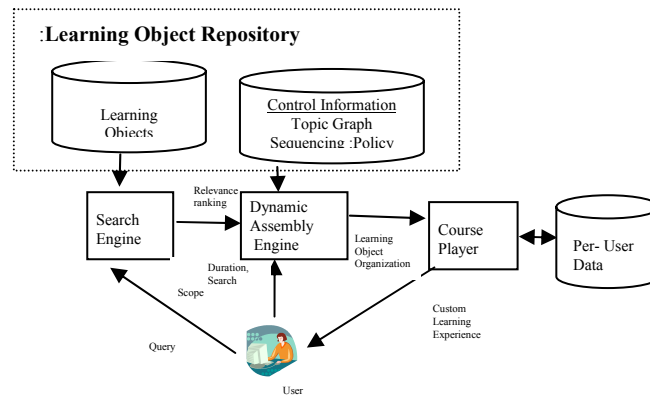 :Learning Object Repository
Learning
Objects
Control Information
Topic Graph
Sequencing :Policy
Relevance
ranking
Search
Engine
Dynamic
Assembly
Engine
Learning
Object
Organization
Course
Player
Per- User
Data
Duration,
Search
Scope
Query
Custom
Learning
Experience
User